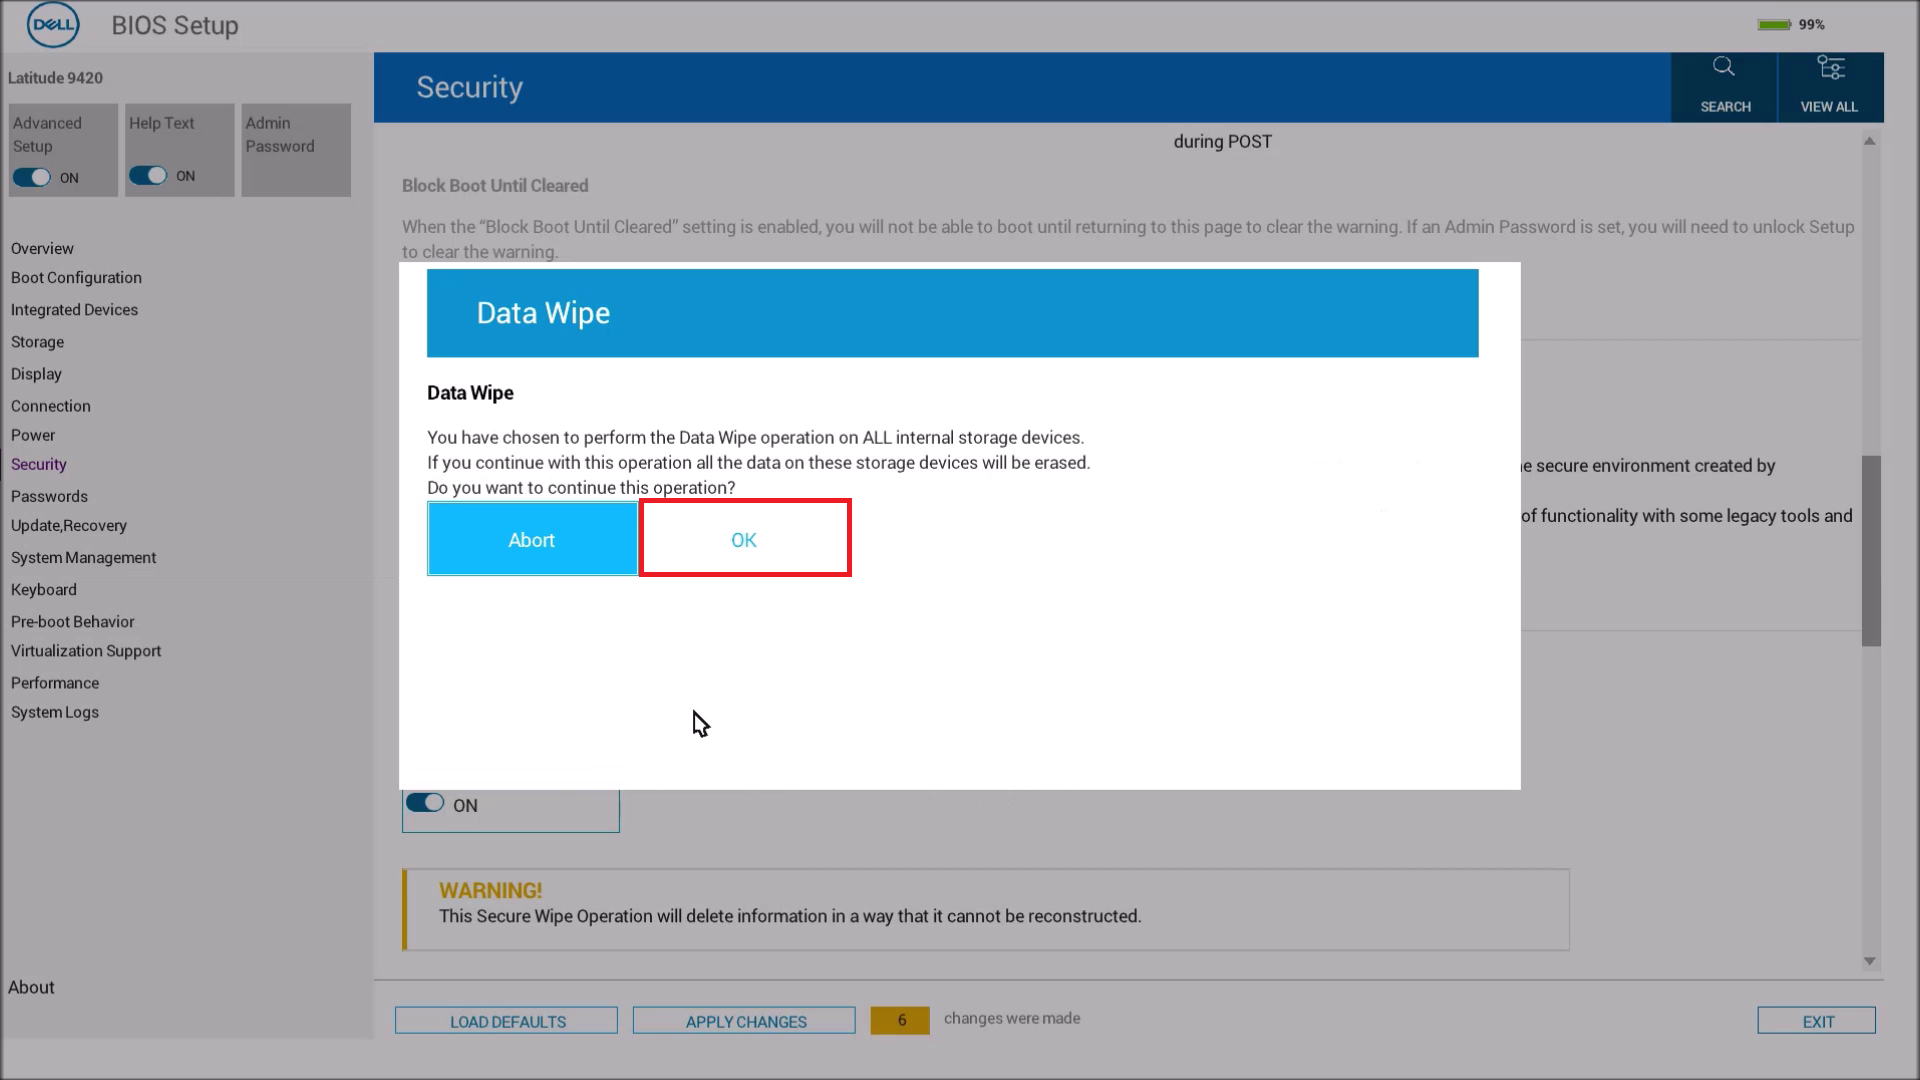 DELL
BIOS Setup
99%
Latitude 9420
Advanced Setup
ON
Help Text
ON
Admin Password
Overview
Boot Configuration
Integrated Devices
Storage
Display
Connection
Power
Security
Passwords
Update,Recovery
System Management
Keyboard
Pre-boot Behavior
Virtualization Support
Performance
System Logs
About
Security
SEARCH
VIEW ALL
during POST
Block Boot Until Cleared
When the “Block Boot Until Cleared” setting is enabled, you will not be able to boot until returning to this page to clear the warning. If an Admin Password is set, you will need to unlock Setup
to clear the warning.
Data Wipe
Data Wipe
You have chosen to perform the Data Wipe operation on ALL internal storage devices.
If you continue with this operation all the data on these storage devices will be erased.
Do you want to continue this operation?
Abort
OK
secure environment created by
of functionality with some legacy tools and
ON
WARNING!
This Secure Wipe Operation will delete information in a way that it cannot be reconstructed.
LOAD DEFAULTS
APPLY CHANGES
6
changes were made
EXIT